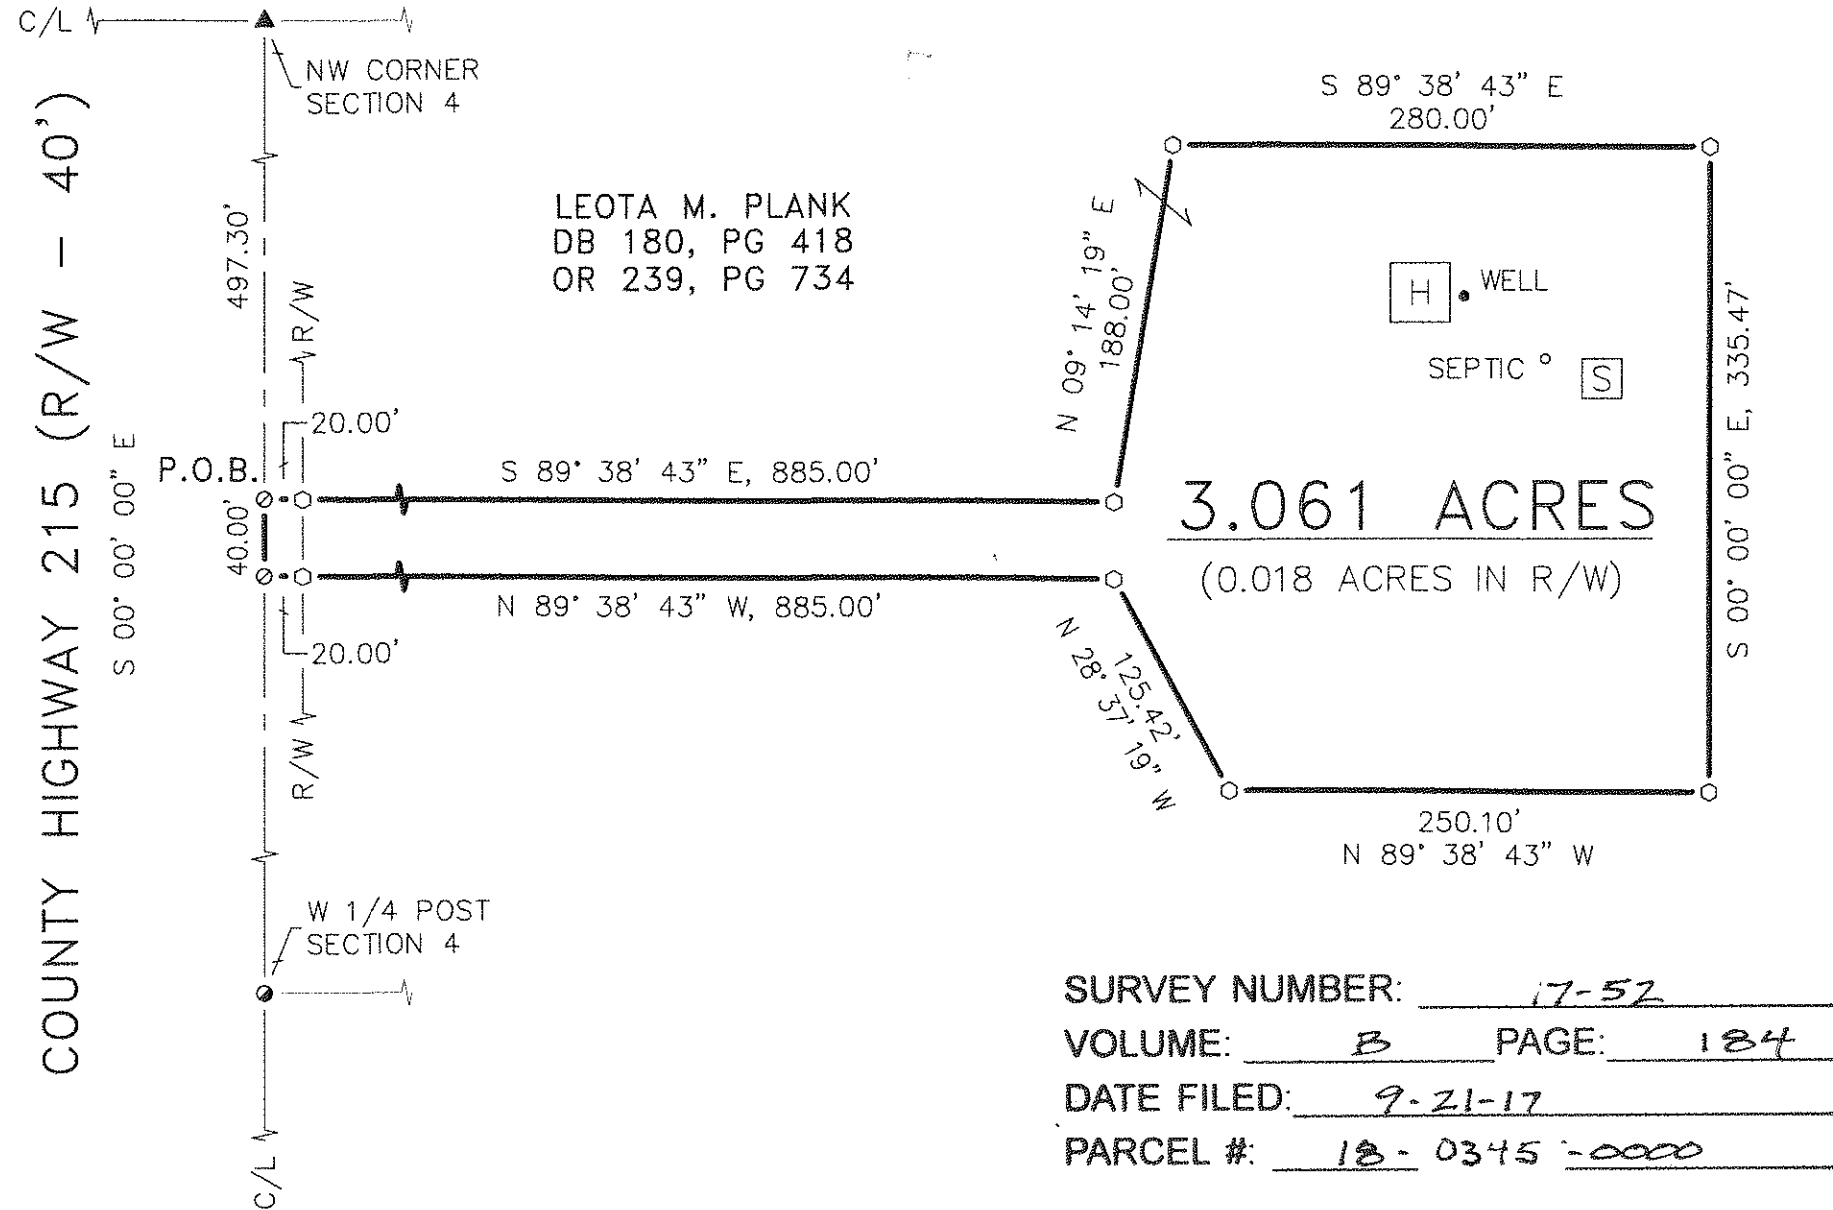 C/L
NW CORNER
SECTION 4
COUNTY HIGHWAY 215 (R/W - 40')
S 00° 00' 00" E
497.30'
R/W
LEOTA M. PLANK
DB 180, PG 418
OR 239, PG 734
S 89° 38' 43" E
280.00'
N 09° 14' 19" E
188.00'
H
WELL
SEPTIC
S
S 00° 00' 00" E, 335.47'
20.00'
P.O.B.
S 89° 38' 43" E, 885.00'
40.00'
3.061 ACRES
(0.018 ACRES IN R/W)
N 89° 38' 43" W, 885.00'
20.00'
R/W
125.42'
N 28° 37' 19" W
250.10'
N 89° 38' 43" W
W 1/4 POST
SECTION 4
C/L
SURVEY NUMBER: 17-52
VOLUME: B PAGE: 184
DATE FILED: 9-21-17
PARCEL #: 18-0345-0000